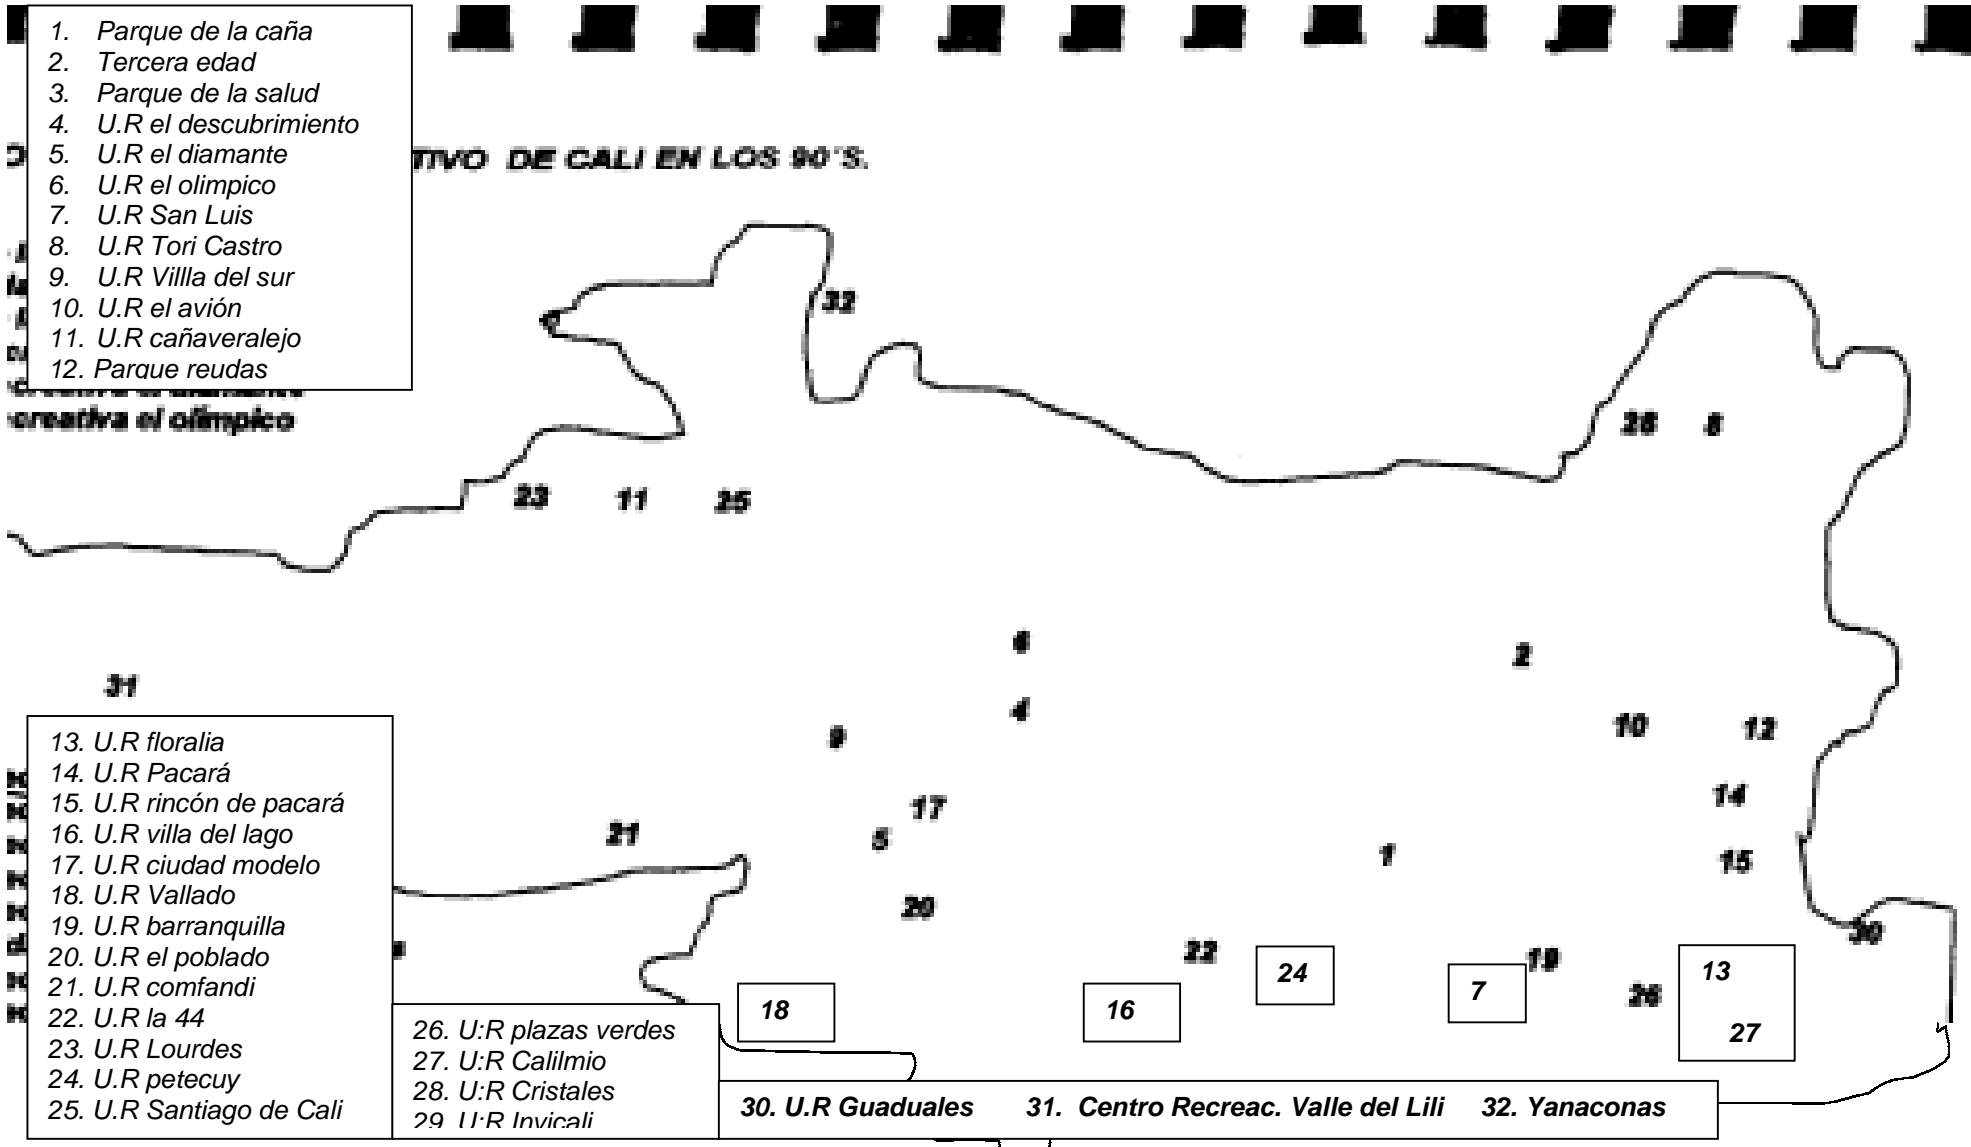 1. Parque de la caña
2. Tercera edad
3. Parque de la salud
4. U.R el descubrimiento
5. U.R el diamante
6. U.R el olimpico
7. U.R San Luis
8. U.R Tori Castro
9. U.R Villla del sur
10. U.R el avión
11. U.R cañaveralejo
12. Parque reudas
TIVO DE CALI EN LOS 90´S.
creativa el diamante
creativa el olímpico
32
28 8
23 11 25
6
2
31
4
9
10 12
17
14
21
5
1
15
20
30
22
24
19
7
26
13
27
18
16
13. U.R floralia
14. U.R Pacará
15. U.R rincón de pacará
16. U.R villa del lago
17. U.R ciudad modelo
18. U.R Vallado
19. U.R barranquilla
20. U.R el poblado
21. U.R comfandi
22. U.R la 44
23. U.R Lourdes
24. U.R petecuy
25. U.R Santiago de Cali
26. U:R plazas verdes
27. U:R Calilmio
28. U:R Cristales
29. U:R Invicali
30. U.R Guaduales 31. Centro Recreac. Valle del Lili 32. Yanaconas